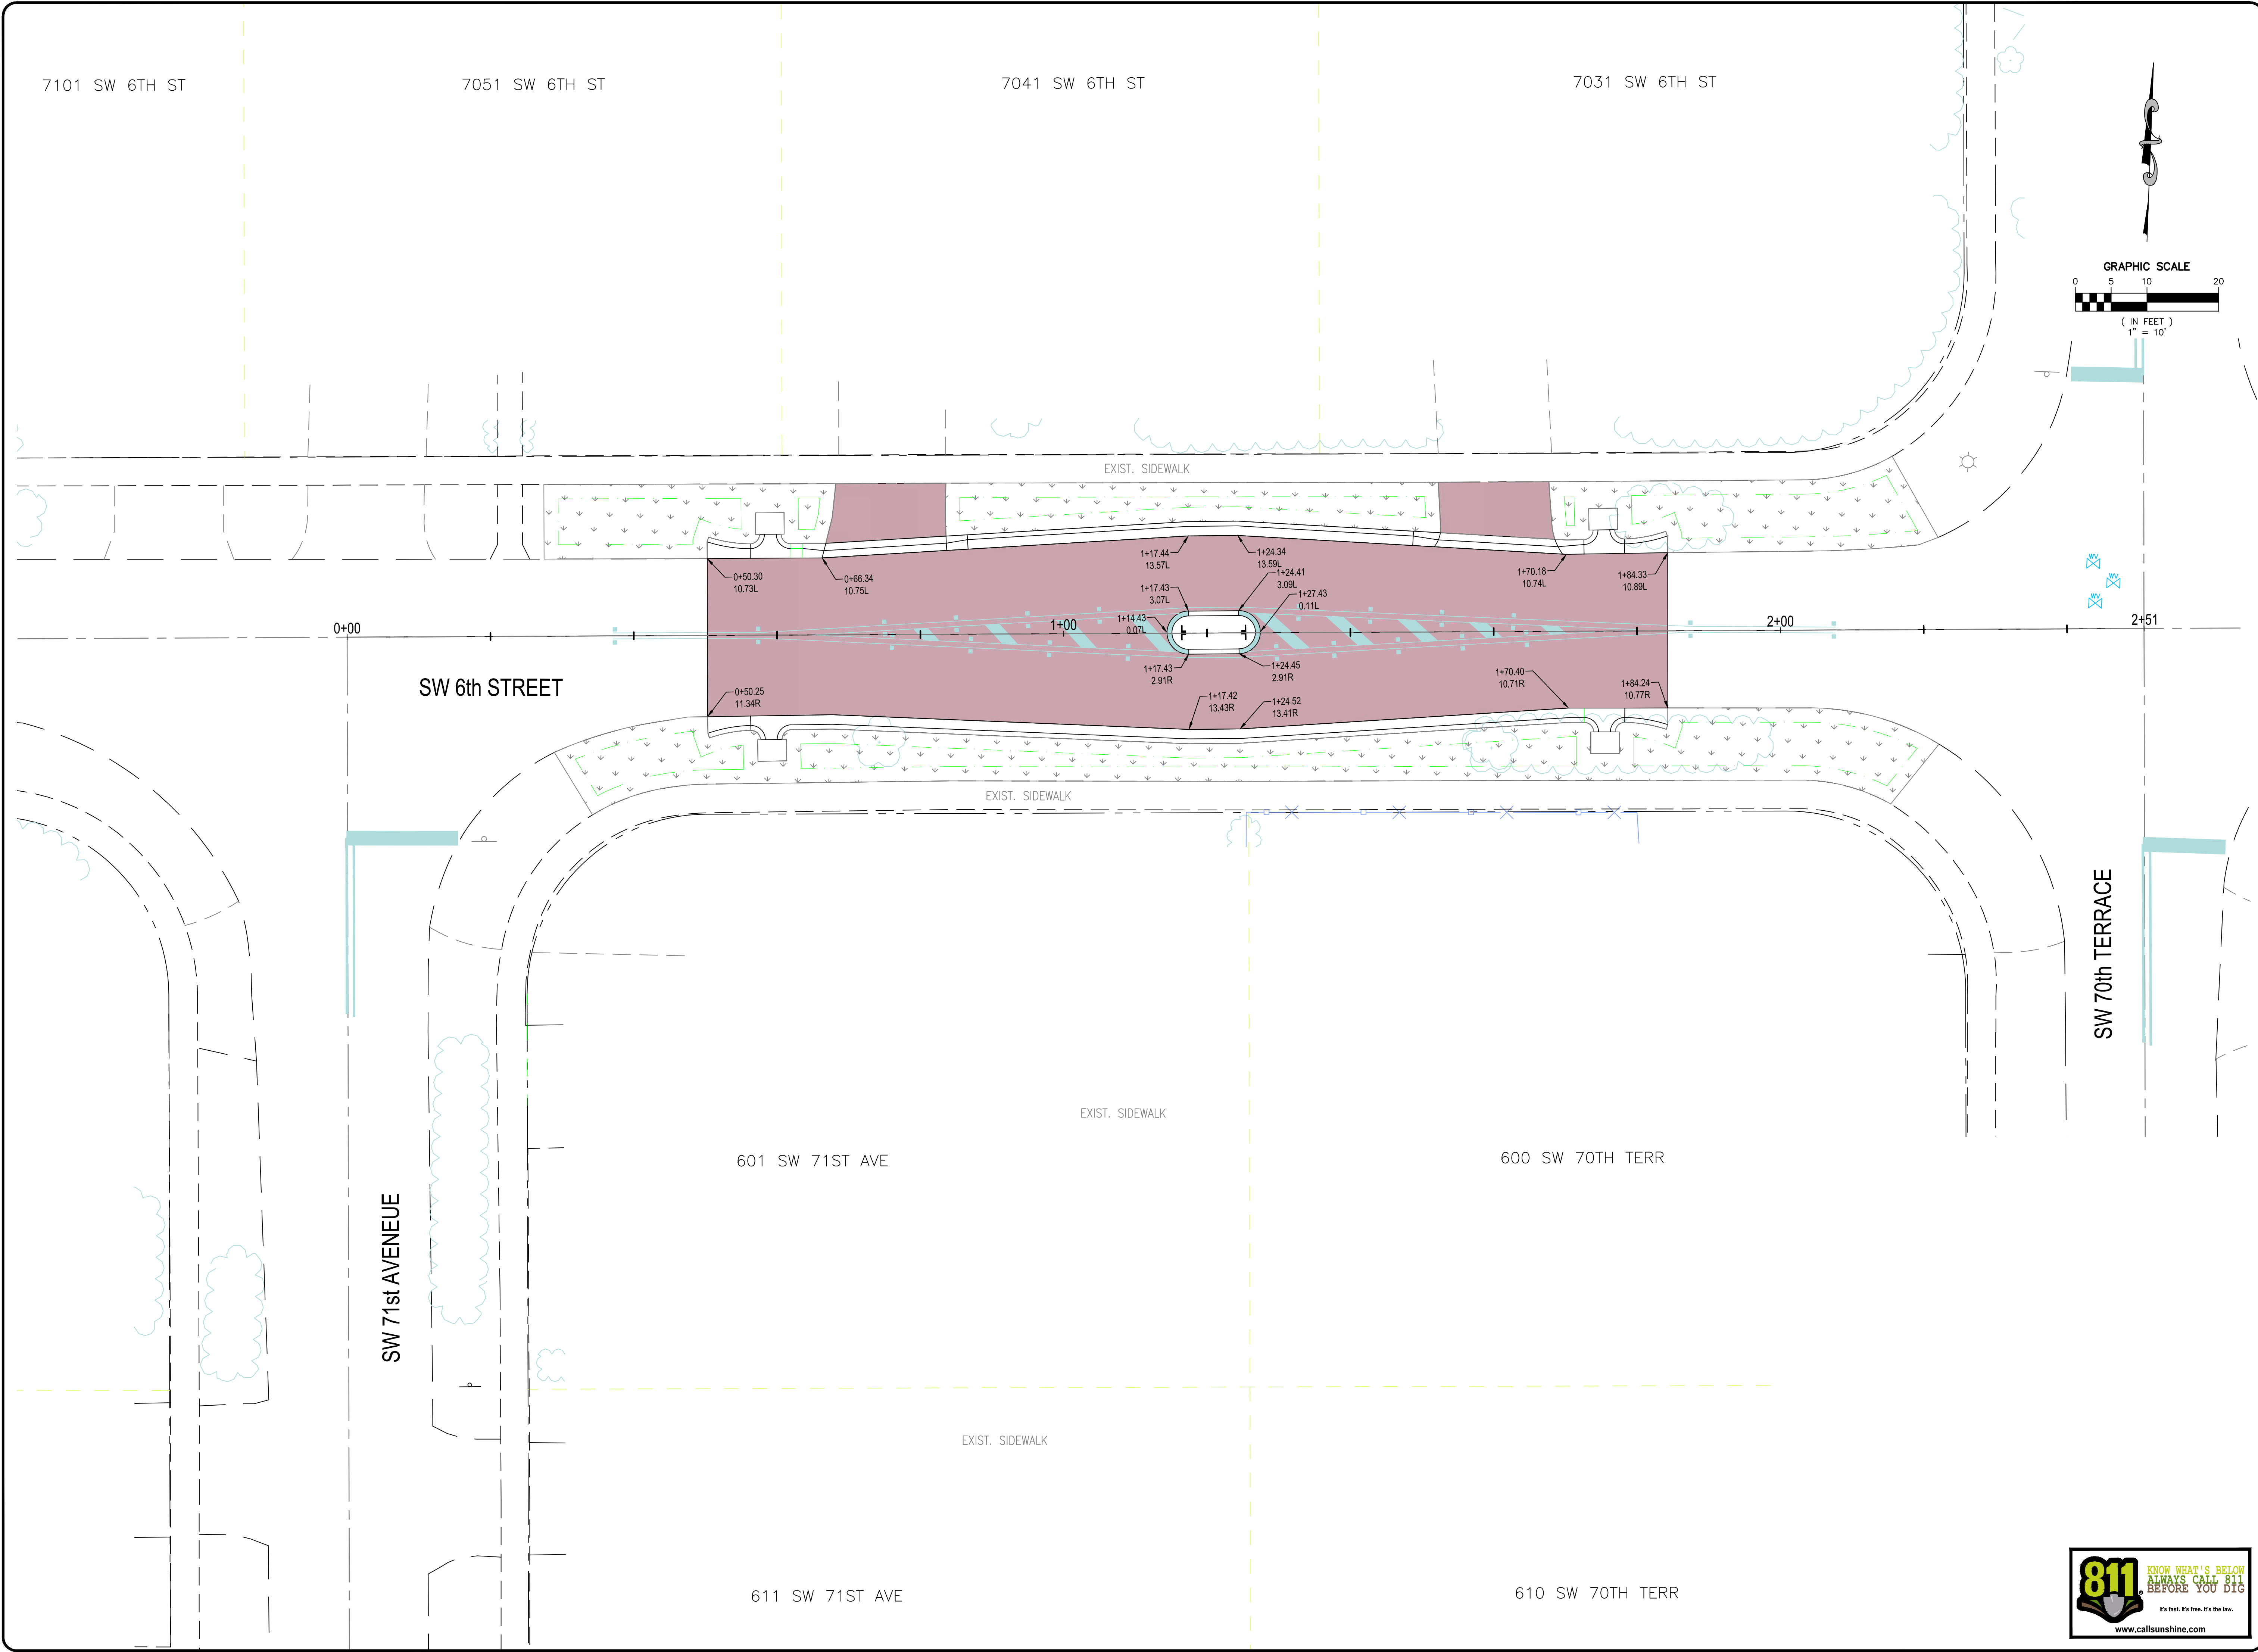 7101 SW 6TH ST
7051 SW 6TH ST
7041 SW 6TH ST
7031 SW 6TH ST
GRAPHIC SCALE
0 5 10 20
( IN FEET )
1" = 10'
EXIST. SIDEWALK
1+17.44
13.57L
1+24.34
13.59L
0+50.30
10.73L
0+66.34
10.75L
1+17.43
3.07L
1+24.41
3.09L
1+70.18
10.74L
1+84.33
10.89L
1+27.43
0.11L
1+14.43
0.07L
WV
WV
WV
0+00
1+00
2+00
2+51
SW 6th STREET
1+17.43
2.91R
1+24.45
2.91R
0+50.25
11.34R
1+17.42
13.43R
1+24.52
13.41R
1+70.40
10.71R
1+84.24
10.77R
EXIST. SIDEWALK
SW 70th TERRACE
EXIST. SIDEWALK
601 SW 71ST AVE
600 SW 70TH TERR
SW 71st AVENEUE
EXIST. SIDEWALK
611 SW 71ST AVE
610 SW 70TH TERR
811.
KNOW WHAT'S BELOW
ALWAYS CALL 811
BEFORE YOU DIG
It's fast. It's free. It's the law.
www.callsunshine.com